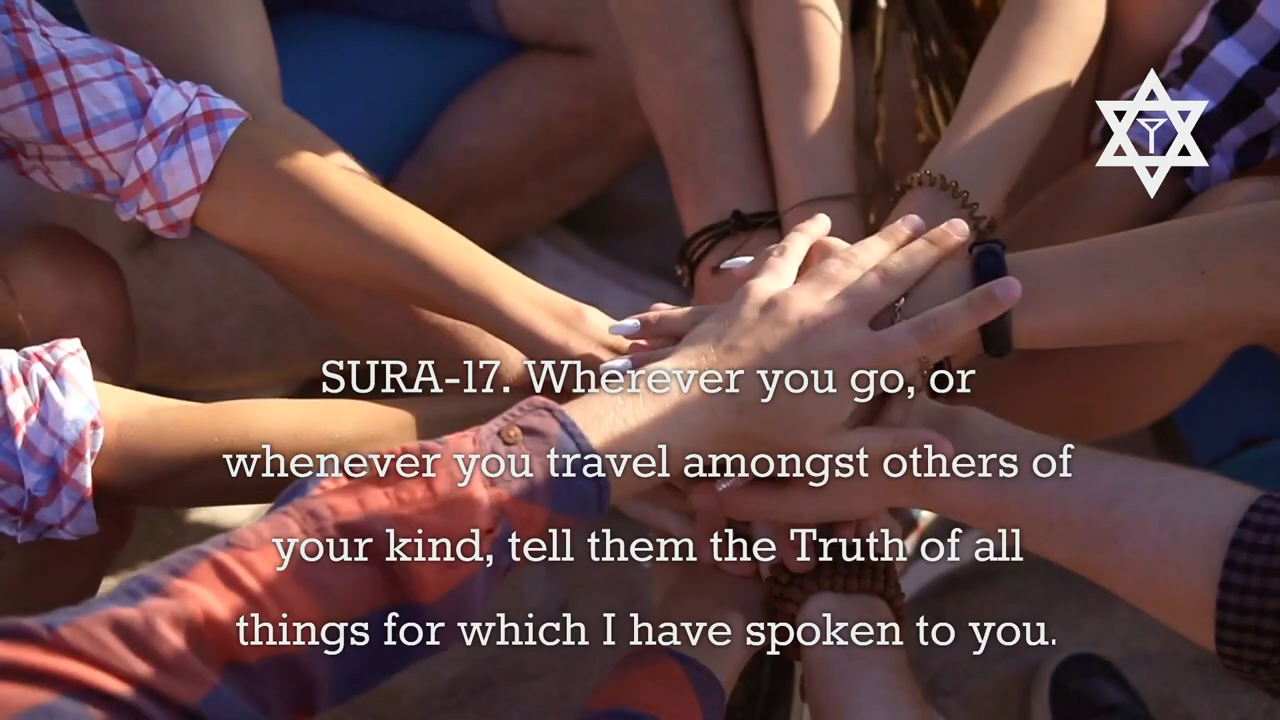 SURA-17. Wherever you go, or
whenever you travel amongst others of
your kind, tell them the Truth of all
things for which I have spoken to you.